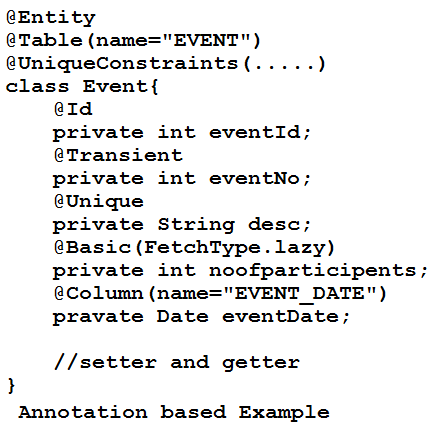 @Entity
@Table(name="EVENT")
@UniqueConstraints(.....)
class Event{
@Id
private int eventId;
@Transient
private int eventNo;
@Unique
private String desc;
@Basic(FetchType.lazy)
private int noofparticipents;
@Column(name="EVENT_DATE")
pravate Date eventDate;
//setter and getter
}
Annotation based Example